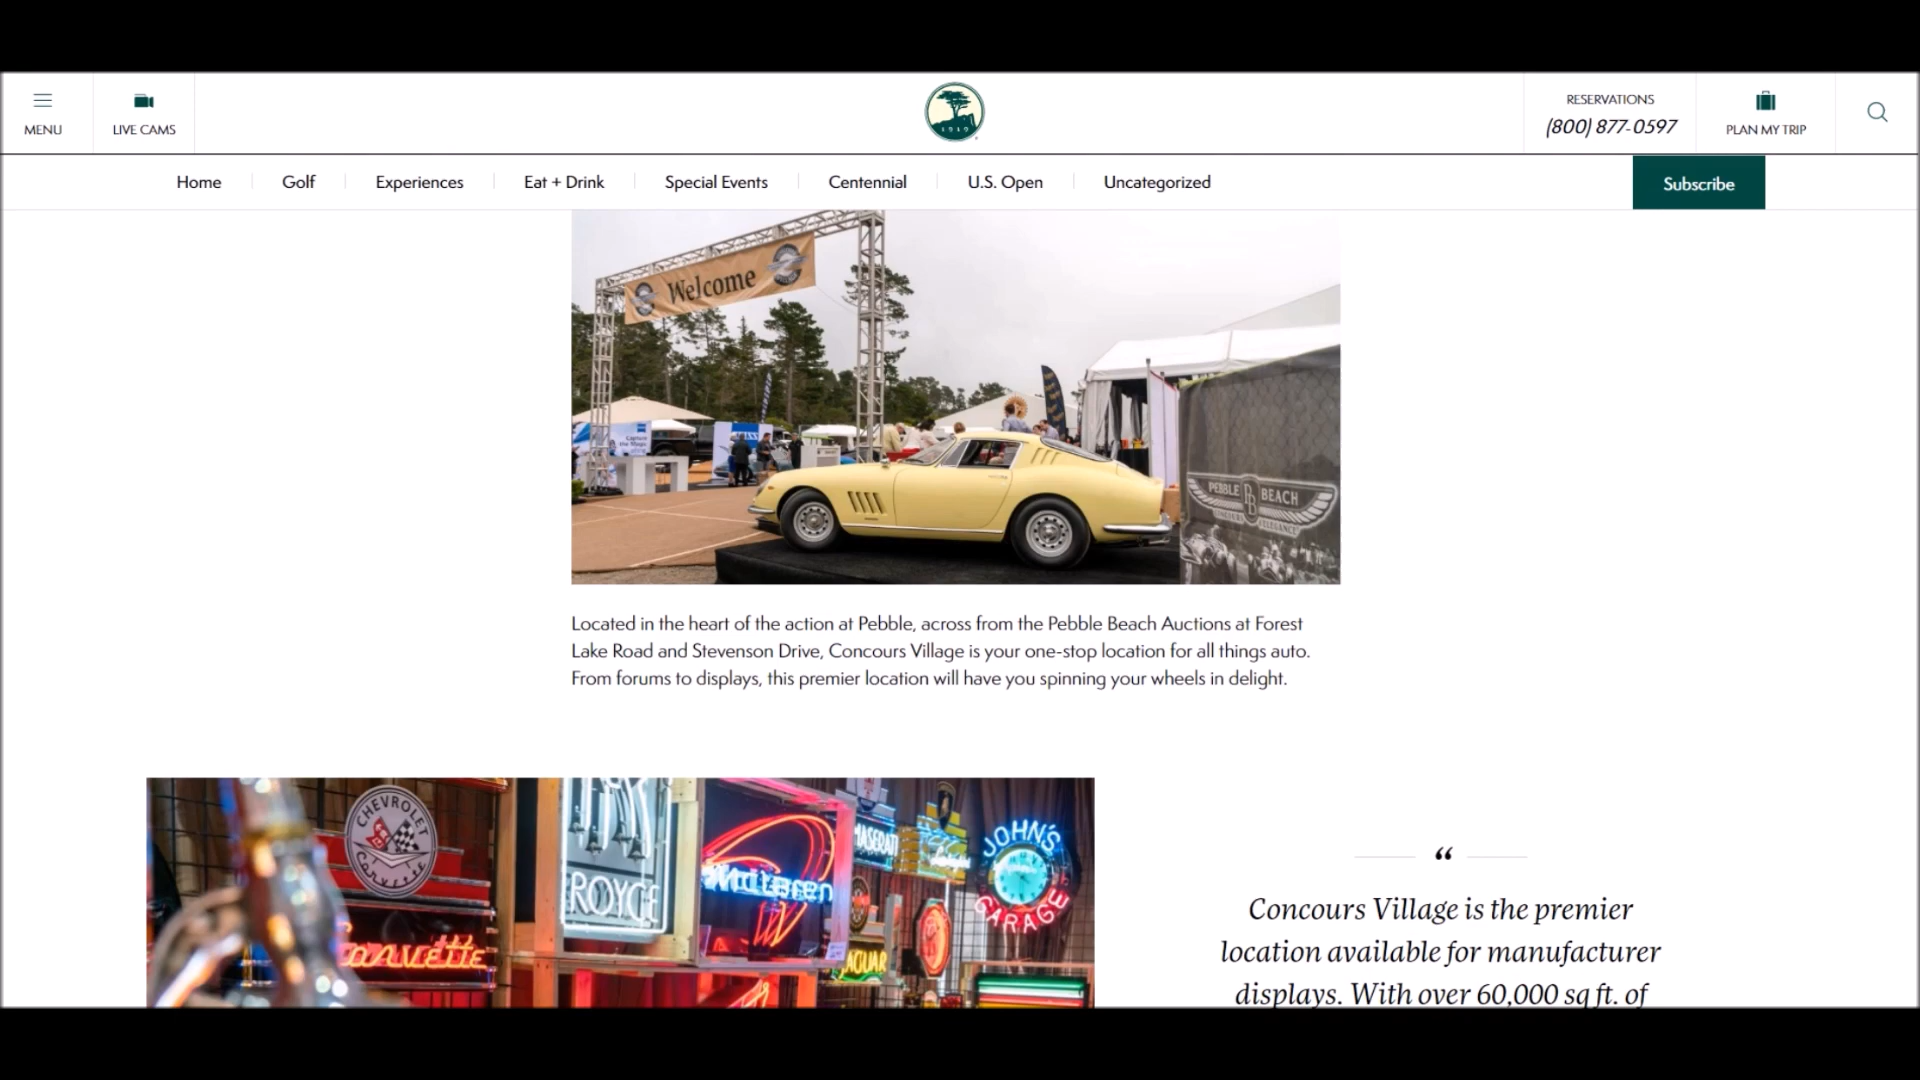 MENU
LIVE CAMS
1919
RESERVATIONS
(800) 877-0597
PLAN MY TRIP
Home
Golf
Experiences
Eat + Drink
Special Events
Centennial
U.S. Open
Uncategorized
Subscribe
Welcome
PEBBLE BEACH
CONCOURS D'ELEGANCE
Located in the heart of the action at Pebble, across from the Pebble Beach Auctions at Forest
Lake Road and Stevenson Drive, Concours Village is your one-stop location for all things auto.
From forums to displays, this premier location will have you spinning your wheels in delight.
CHEVROLET
Corvette
Corvette
ROYCE
McLaren
MASERATI
JAGUAR
JOHN'S
GARAGE
“
Concours Village is the premier
location available for manufacturer
displays. With over 60,000 sq ft. of